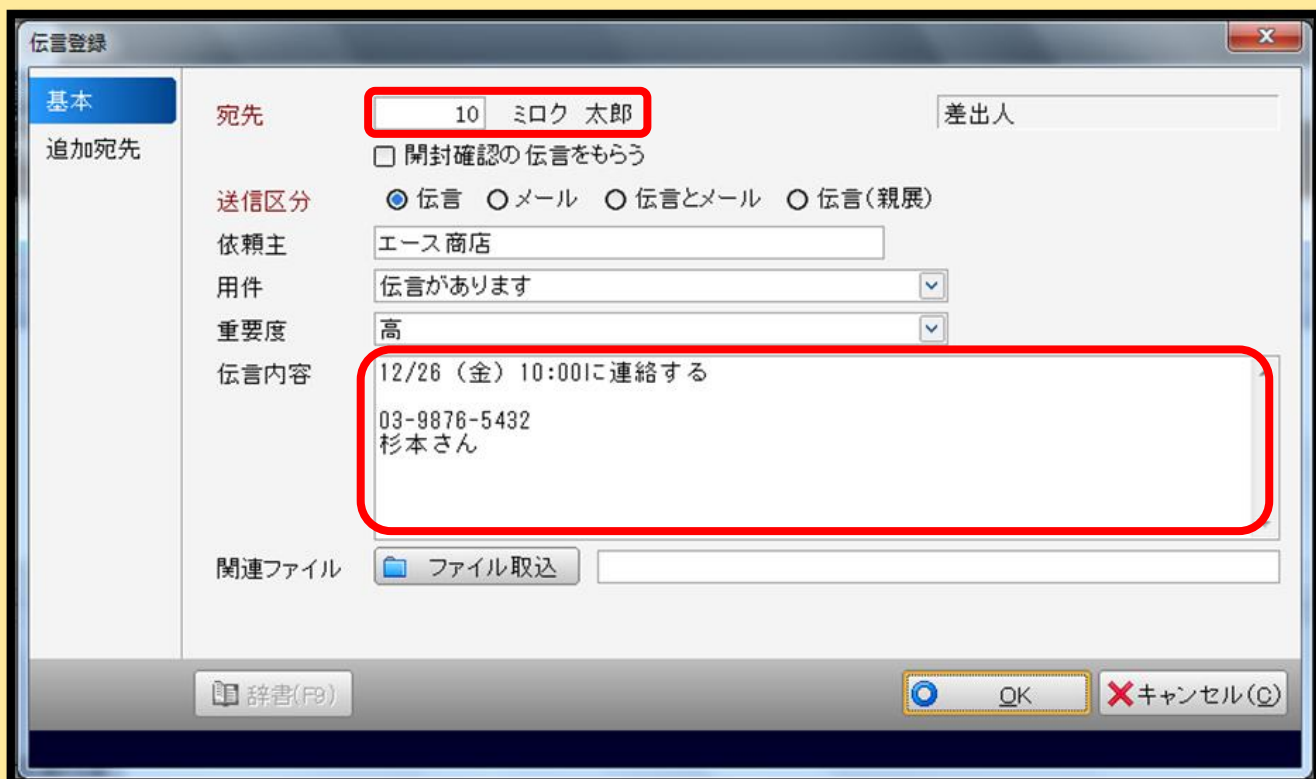 伝言登録
基本
追加宛先
宛先 10 ミロク 太郎 差出人
開封確認の伝言をもらう
送信区分 伝言 メール 伝言とメール 伝言(親展)
依頼主 エース商店
用件 伝言があります
重要度 高
伝言内容 12/26（金）10:00に連絡する
03-9876-5432
杉本さん
関連ファイル ファイル取込
辞書(F9) OK キャンセル(C)